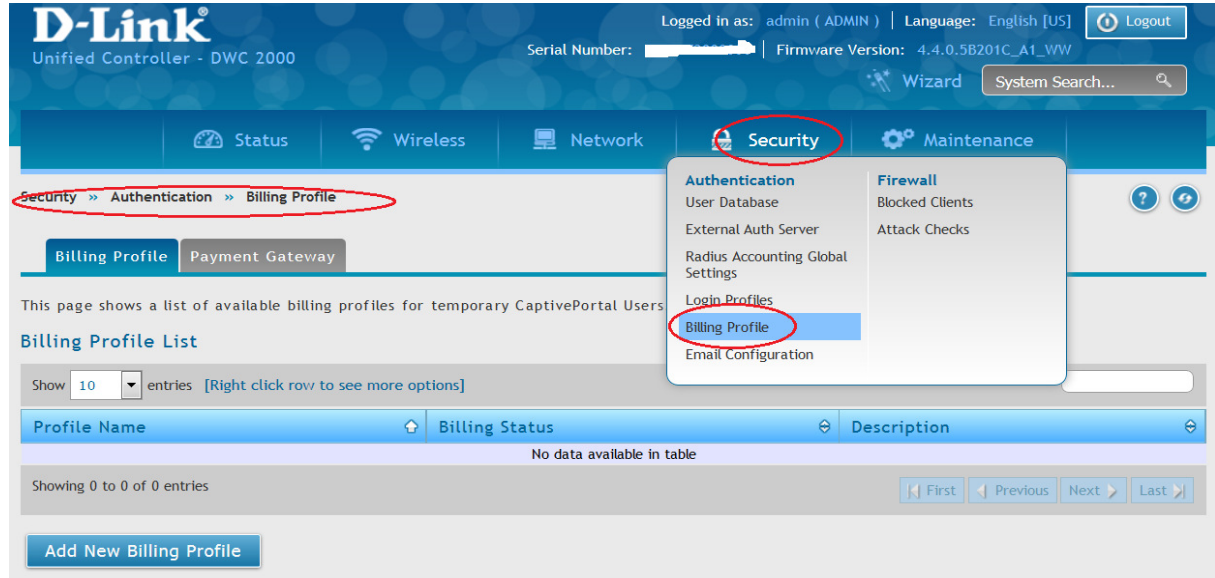 D-Link
Unified Controller - DWC 2000
Logged in as: admin ( ADMIN ) | Language: English [US] Logout
Serial Number: | Firmware Version: 4.4.0.5B201C_A1_WW
Wizard System Search...
Status Wireless Network Security Maintenance
Security » Authentication » Billing Profile
Authentication
User Database
External Auth Server
Radius Accounting Global
Settings
Login Profiles
Billing Profile
Email Configuration
Firewall
Blocked Clients
Attack Checks
?
Billing Profile Payment Gateway
This page shows a list of available billing profiles for temporary CaptivePortal Users
Billing Profile List
Show 10 entries [Right click row to see more options]
Profile Name Billing Status Description
No data available in table
Showing 0 to 0 of 0 entries
First Previous Next Last
Add New Billing Profile